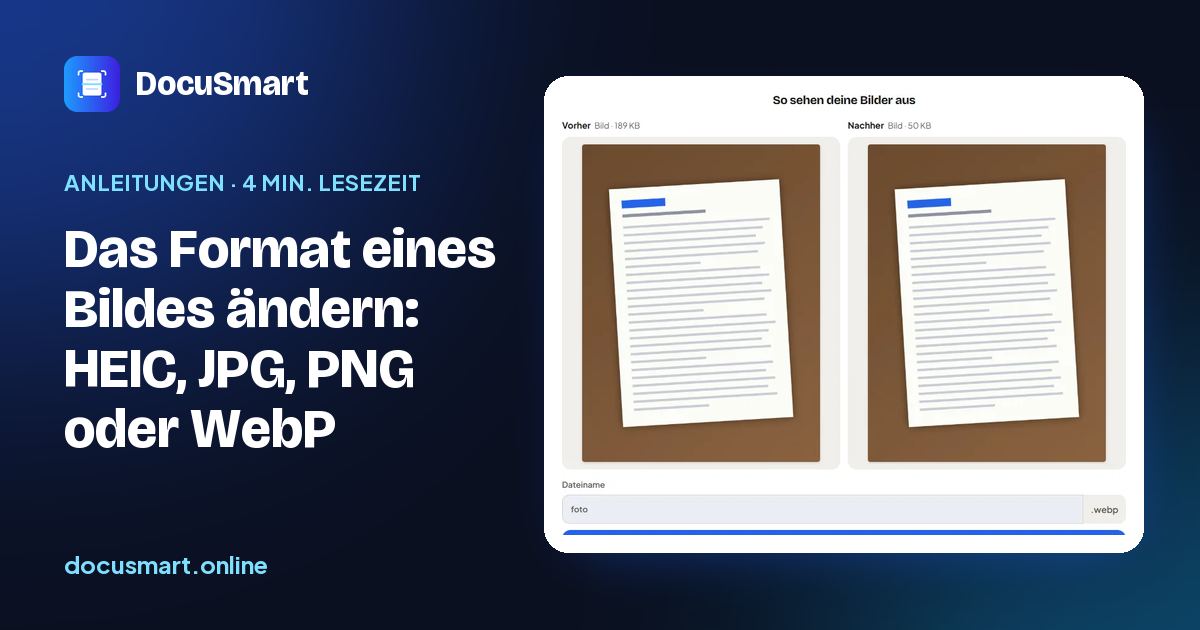 DocuSmart
ANLEITUNGEN · 4 MIN. LESEZEIT
Das Format eines
Bildes ändern:
HEIC, JPG, PNG
oder WebP
docusmart.online
So sehen deine Bilder aus
Vorher Bild · 189 KB
Nachher Bild · 50 KB
Dateiname
foto
.webp